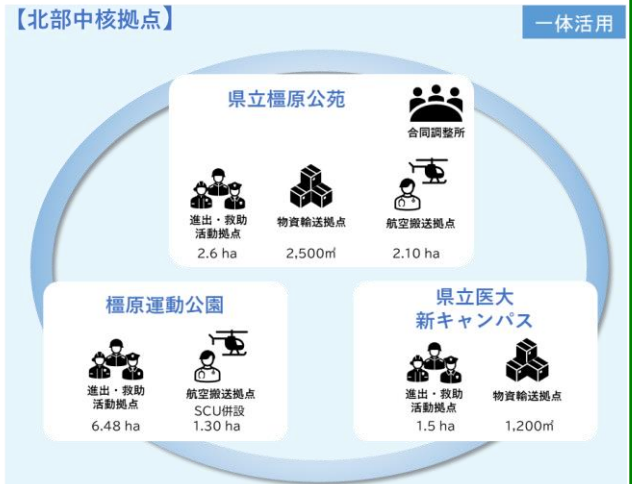 【北部中核拠点】
一体活用
県立橿原公苑
合同調整所
進出・救助
活動拠点
2.6 ha
物資輸送拠点
2,500㎡
航空搬送拠点
2.10 ha
橿原運動公園
進出・救助
活動拠点
6.48 ha
航空搬送拠点
SCU併設
1.30 ha
県立医大
新キャンパス
進出・救助
活動拠点
1.5 ha
物資輸送拠点
1,200㎡